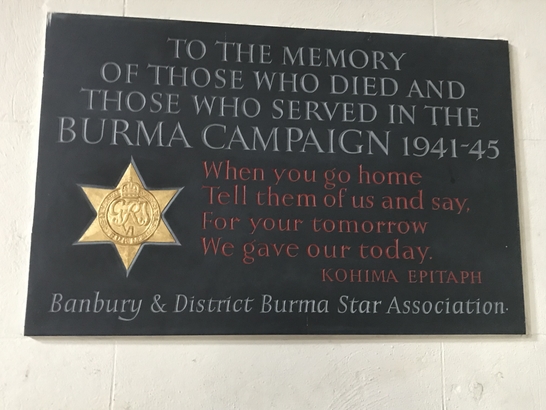 TO THE MEMORY
OF THOSE WHO DIED AND
THOSE WHO SERVED IN THE
BURMA CAMPAIGN 1941-45
When you go home
Tell them of us and say,
For your tomorrow
We gave our today.
KOHIMA EPITAPH
GRI
VI
Banbury & District Burma Star Association.